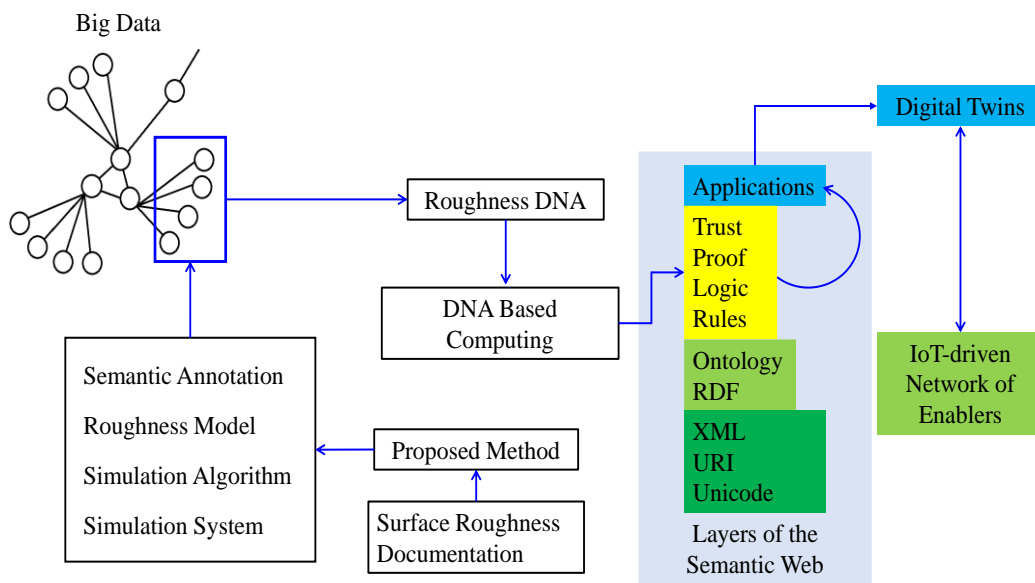 Big Data
Digital Twins
Applications
Roughness DNA
Trust
Proof
Logic
Rules
DNA Based
Computing
Ontology
RDF
IoT-driven
Network of
Enablers
Semantic Annotation
Roughness Model
Simulation Algorithm
Simulation System
Proposed Method
Surface Roughness
Documentation
XML
URI
Unicode
Layers of the
Semantic Web